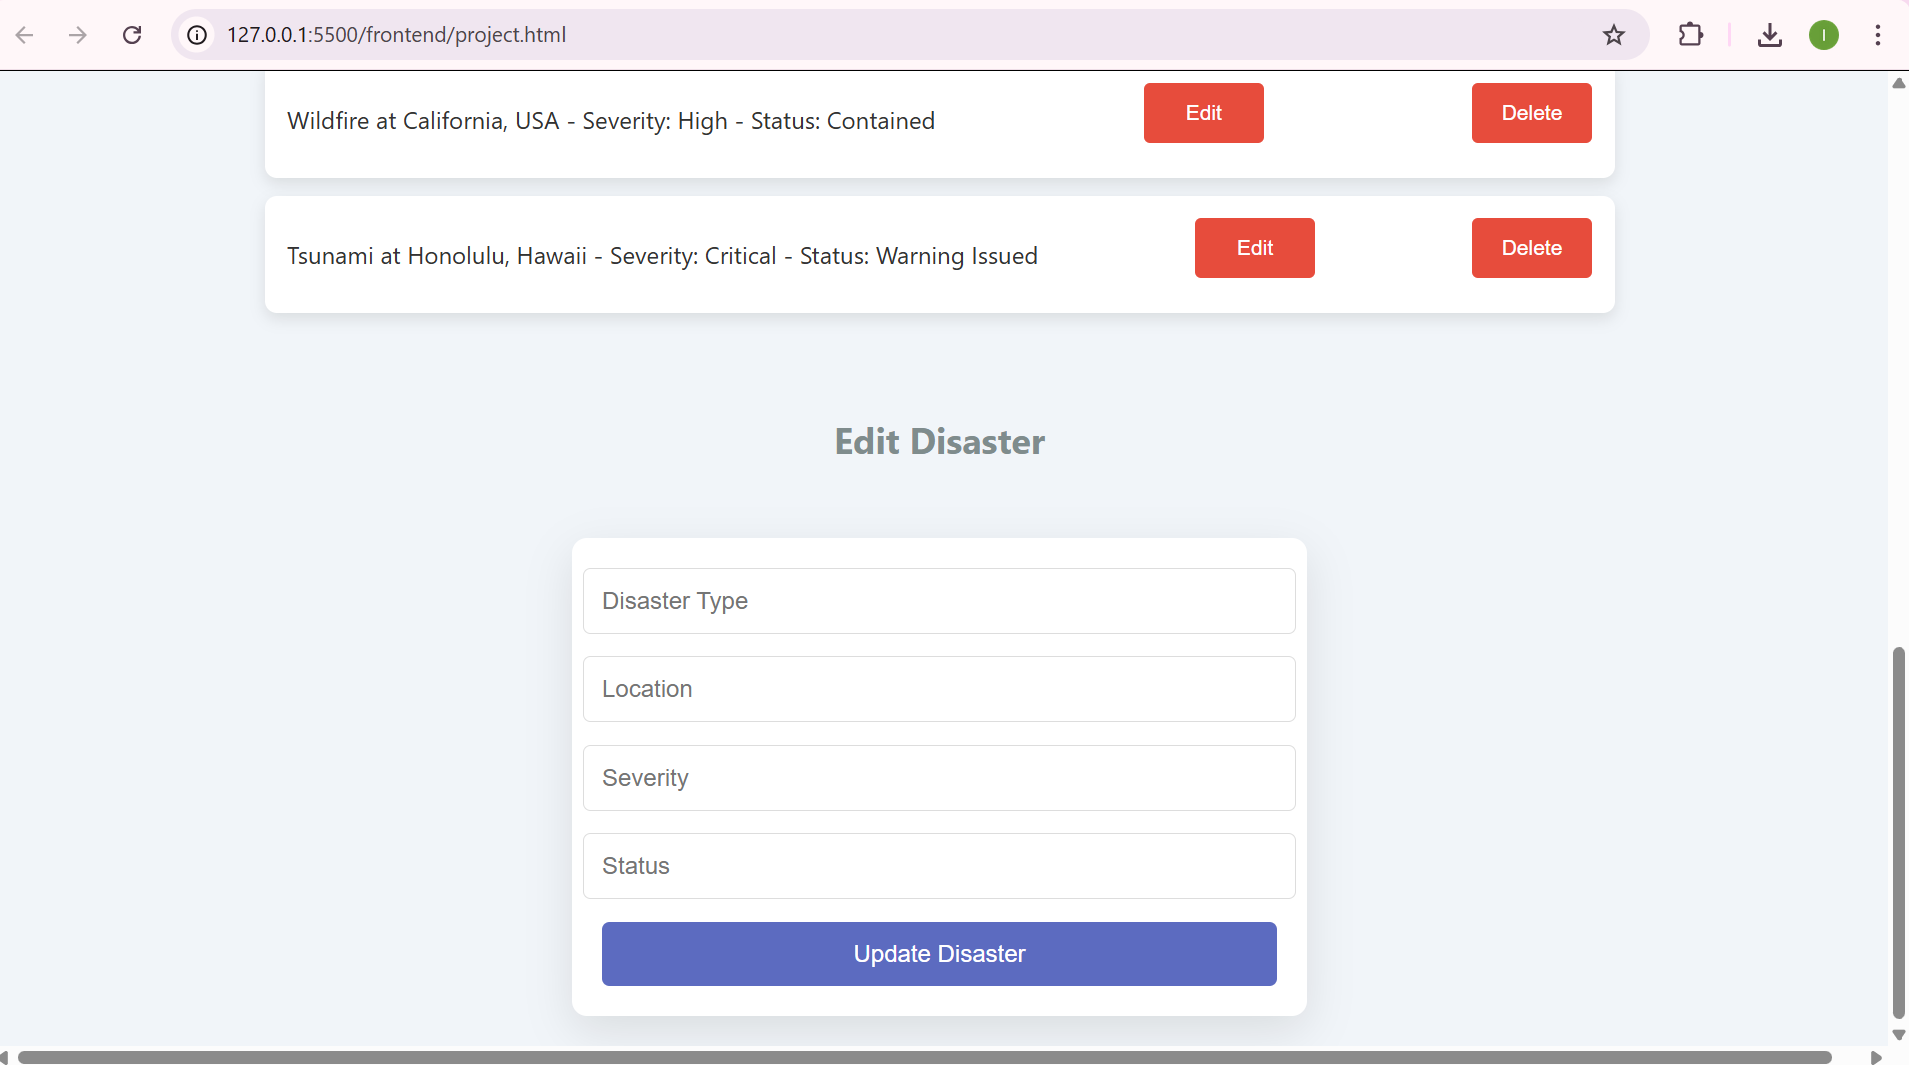 127.0.0.1:5500/frontend/project.html
I
Wildfire at California, USA - Severity: High - Status: Contained
Edit
Delete
Tsunami at Honolulu, Hawaii - Severity: Critical - Status: Warning Issued
Edit
Delete
Edit Disaster
Disaster Type
Location
Severity
Status
Update Disaster